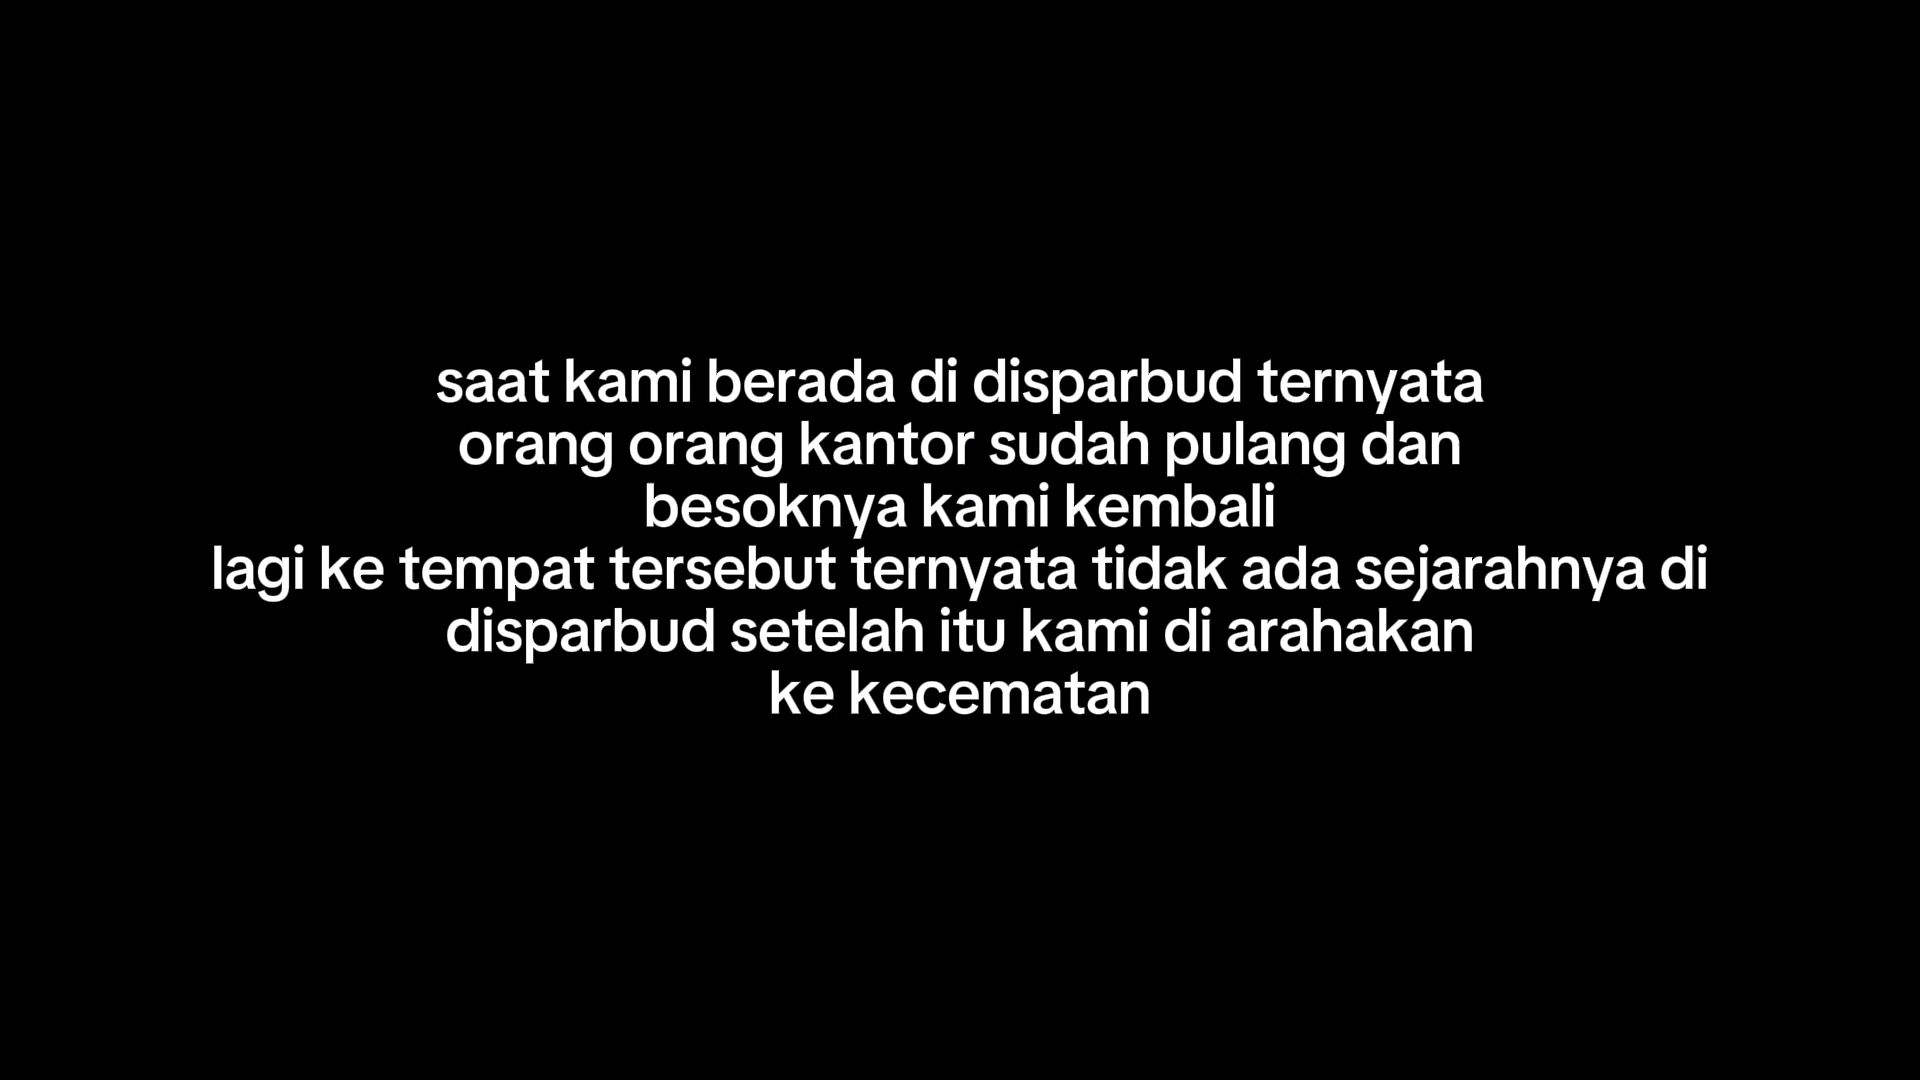 saat kami berada di disparbud ternyata
orang orang kantor sudah pulang dan
besoknya kami kembali
lagi ke tempat tersebut ternyata tidak ada sejarahnya di
disparbud setelah itu kami di arahakan
ke kecematan